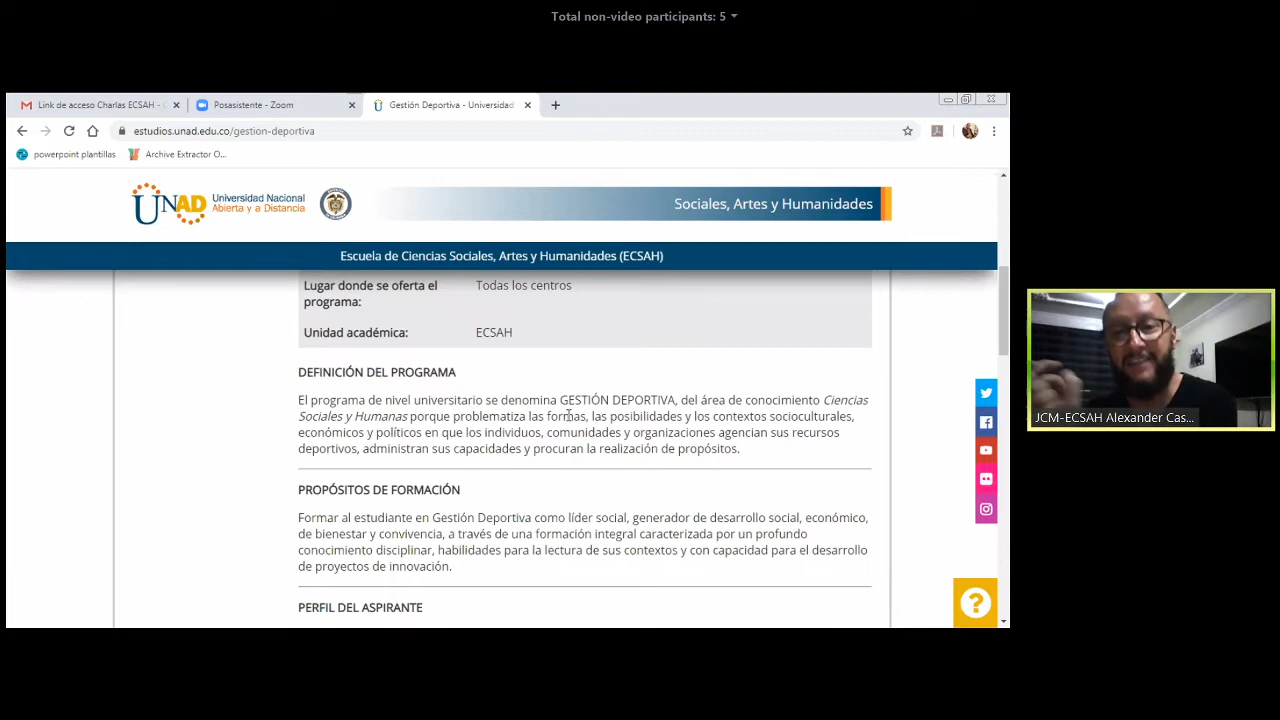 Total non-video participants: 5
Link de acceso Charlas ECSAH -
Posasistente - Zoom
Gestión Deportiva - Universidad
estudios.unad.edu.co/gestion-deportiva
powerpoint plantillas
Archive Extractor O...
UNAD Universidad Nacional
Abierta y a Distancia
Sociales, Artes y Humanidades
Escuela de Ciencias Sociales, Artes y Humanidades (ECSAH)
Lugar donde se oferta el Todas los centros
programa:
Unidad académica: ECSAH
DEFINICIÓN DEL PROGRAMA
El programa de nivel universitario se denomina GESTIÓN DEPORTIVA, del área de conocimiento Ciencias
Sociales y Humanas porque problematiza las formas, las posibilidades y los contextos socioculturales,
económicos y políticos en que los individuos, comunidades y organizaciones agencian sus recursos
deportivos, administran sus capacidades y procuran la realización de propósitos.
PROPÓSITOS DE FORMACIÓN
Formar al estudiante en Gestión Deportiva como líder social, generador de desarrollo social, económico,
de bienestar y convivencia, a través de una formación integral caracterizada por un profundo
conocimiento disciplinar, habilidades para la lectura de sus contextos y con capacidad para el desarrollo
de proyectos de innovación.
PERFIL DEL ASPIRANTE
?
JCM-ECSAH Alexander Cas...